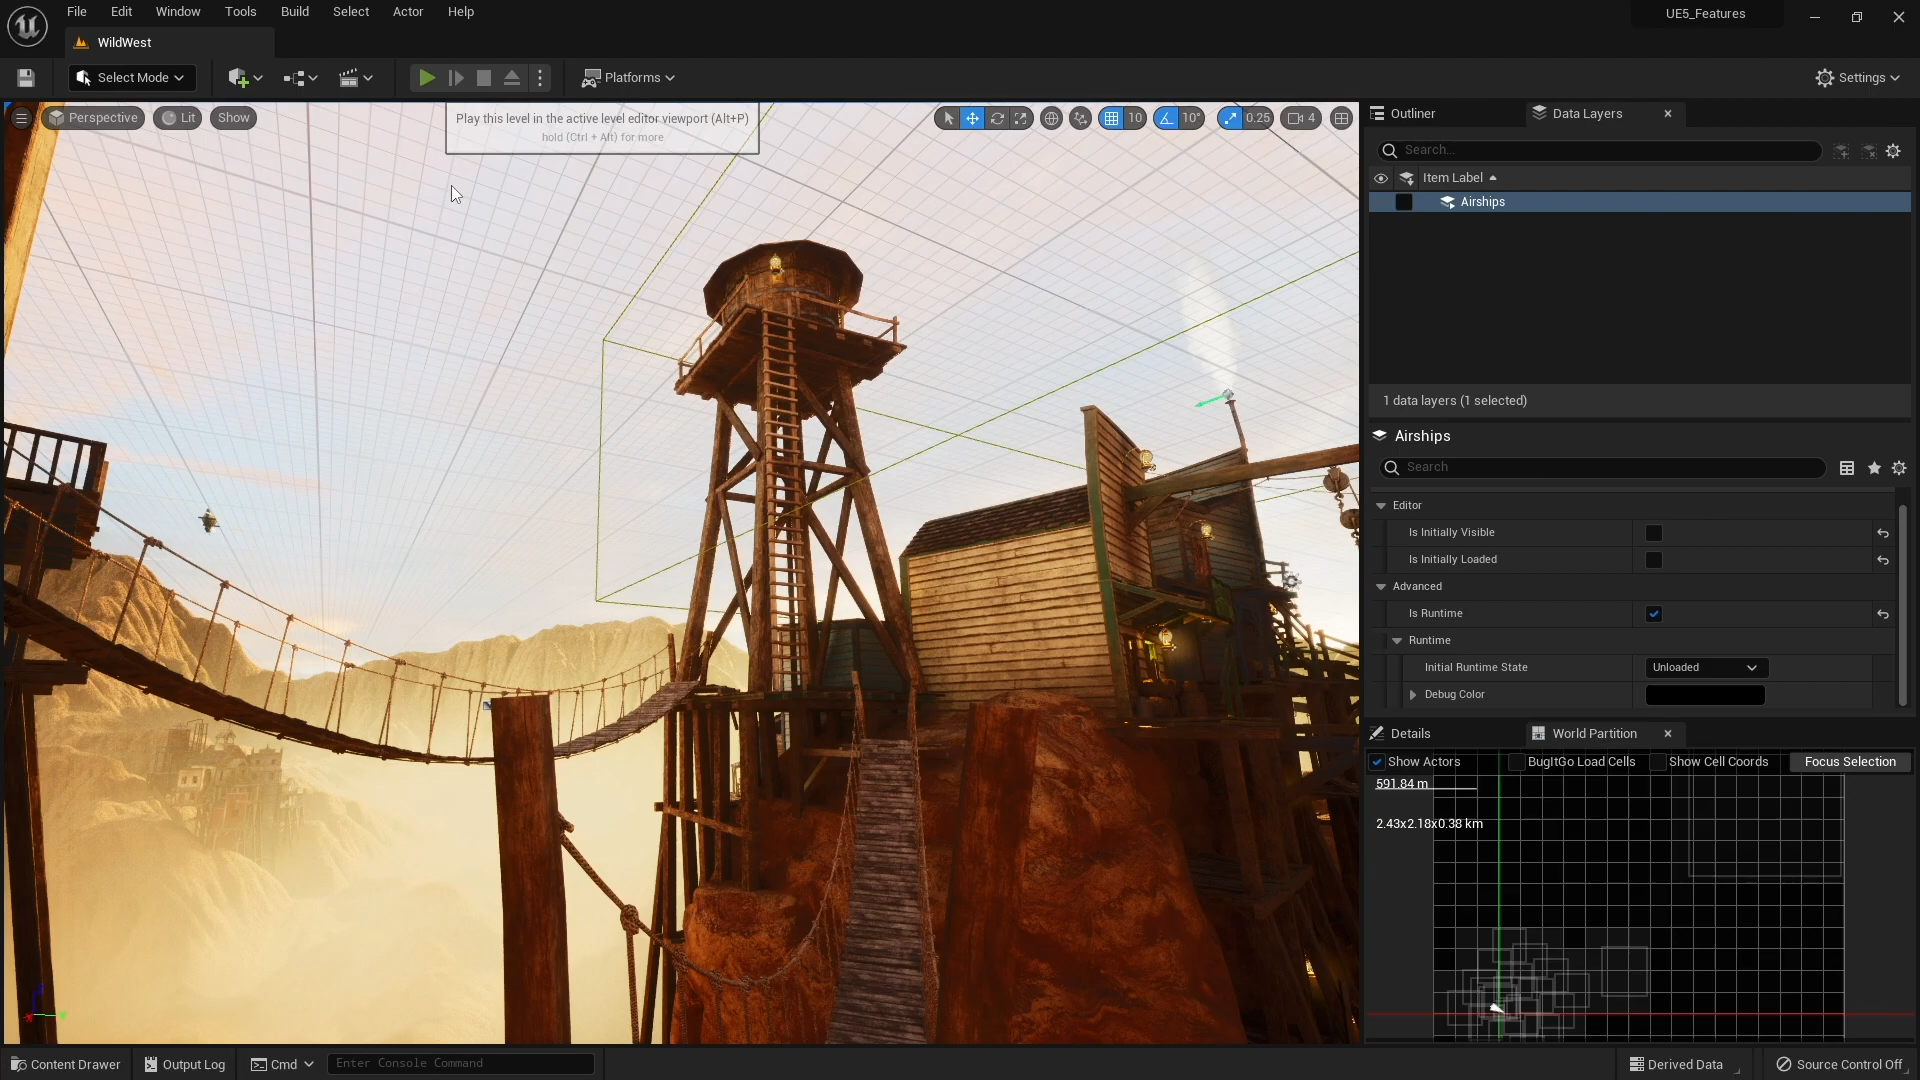 File Edit Window Tools Build Select Actor Help
UE5_Features
WildWest
Select Mode
Platforms
Settings
Perspective
Lit
Show
Play this level in the active level editor viewport (Alt+P)
hold (Ctrl + Alt) for more
10
10°
0.25
4
Outliner
Data Layers
Search...
Item Label
Airships
1 data layers (1 selected)
Airships
Search
Editor
Is Initially Visible
Is Initially Loaded
Advanced
Is Runtime
Runtime
Initial Runtime State
Unloaded
Debug Color
Details
World Partition
Show Actors
BugItGo Load Cells
Show Cell Coords
Focus Selection
591.84 m
2.43x2.18x0.38 km
Content Drawer
Output Log
Cmd
Enter Console Command
Derived Data
Source Control Off